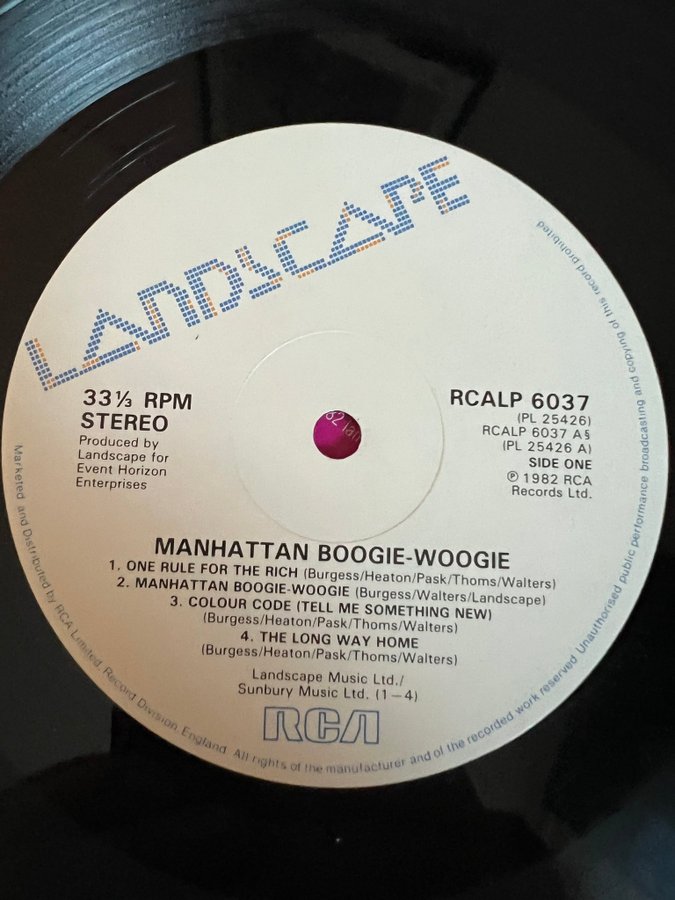 LANDSCAPE
33⅓ RPM
STEREO
Produced by
Landscape for
Event Horizon
Enterprises
RCALP 6037
(PL 25426)
RCALP 6037 A§
(PL 25426 A)
SIDE ONE
℗ 1982 RCA
Records Ltd.
MANHATTAN BOOGIE-WOOGIE
1. ONE RULE FOR THE RICH (Burgess/Heaton/Pask/Thoms/Walters)
2. MANHATTAN BOOGIE-WOOGIE (Burgess/Walters/Landscape)
3. COLOUR CODE (TELL ME SOMETHING NEW)
(Burgess/Heaton/Pask/Thoms/Walters)
4. THE LONG WAY HOME
(Burgess/Heaton/Pask/Thoms/Walters)
Landscape Music Ltd./
Sunbury Music Ltd. (1–4)
RCA
Marketed and Distributed by RCA Limited, Record Division, England. All rights of the manufacturer and of the recorded work reserved Unauthorised public performance broadcasting and copying of this record prohibited